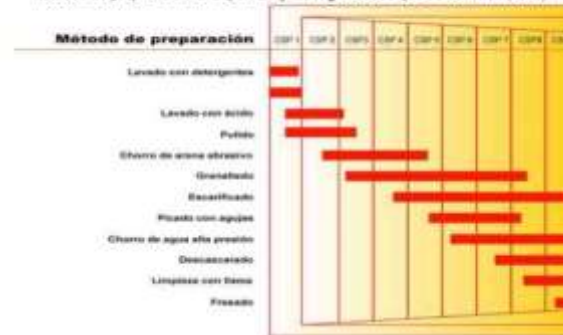 Método de preparación CSP 1 CSP 2 CSP 3 CSP 4 CSP 5 CSP 6 CSP 7 CSP 8
Lavado con detergentes
Lavado con ácido
Pulido
Chorro de arena abrasivo
Granallado
Escarificado
Picado con agujas
Chorro de agua alta presión
Descascarado
Limpieza con llama
Fresado